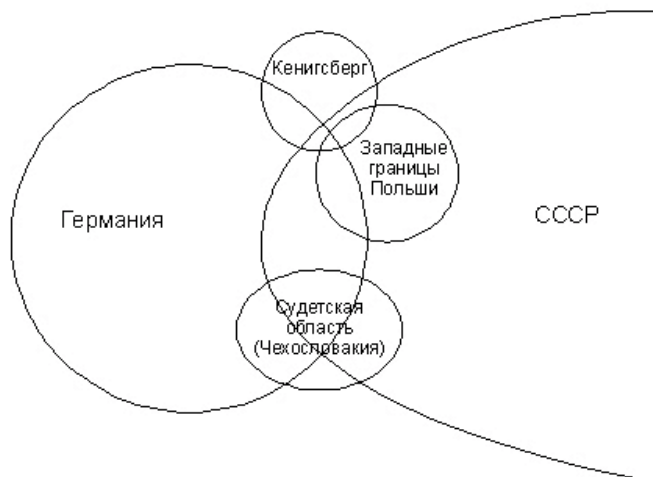 Кенигсберг
Западные
границы
Польши
Германия
СССР
Судетская
область
(Чехословакия)